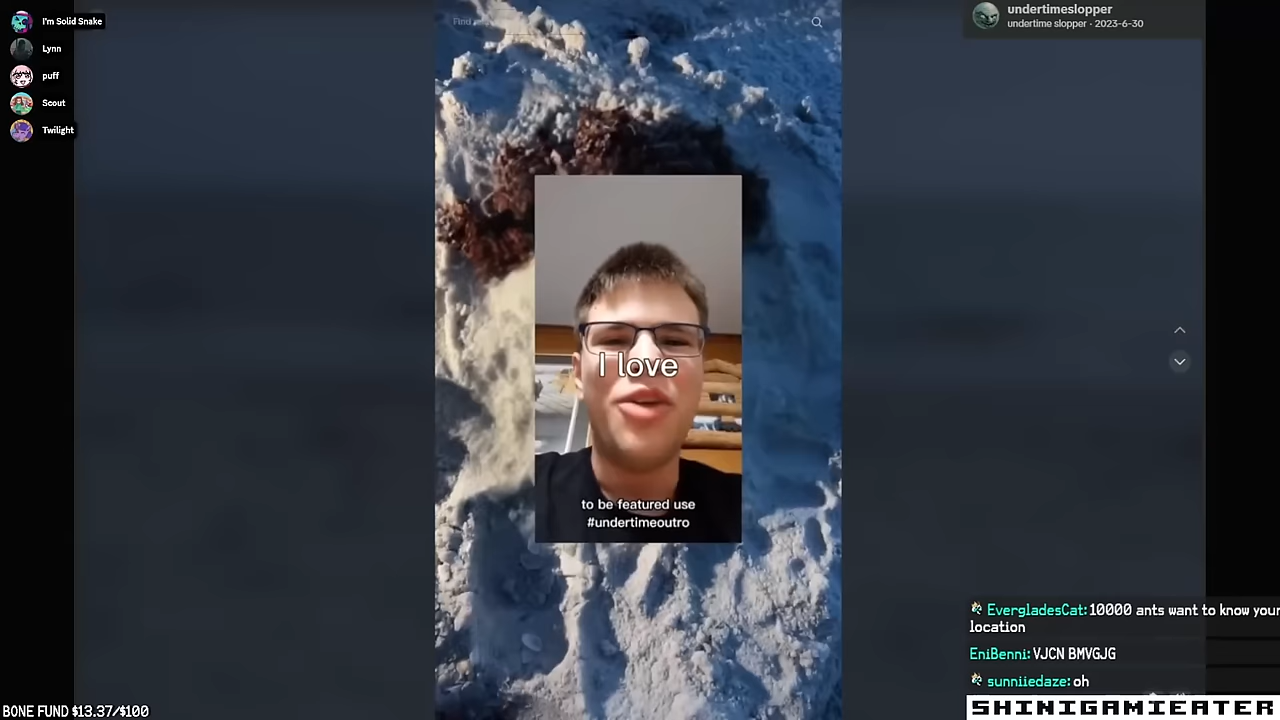 I'm Solid Snake
Lynn
puff
Scout
Twilight
Find
undertimeslopper
undertime slopper · 2023-6-30
I love
to be featured use
#undertimeoutro
EvergladesCat: 10000 ants want to know your
location
EniBenni: VJCN BMVGJG
sunniiedaze: oh
BONE FUND $13.37/$100
SHINIGAMIEATER